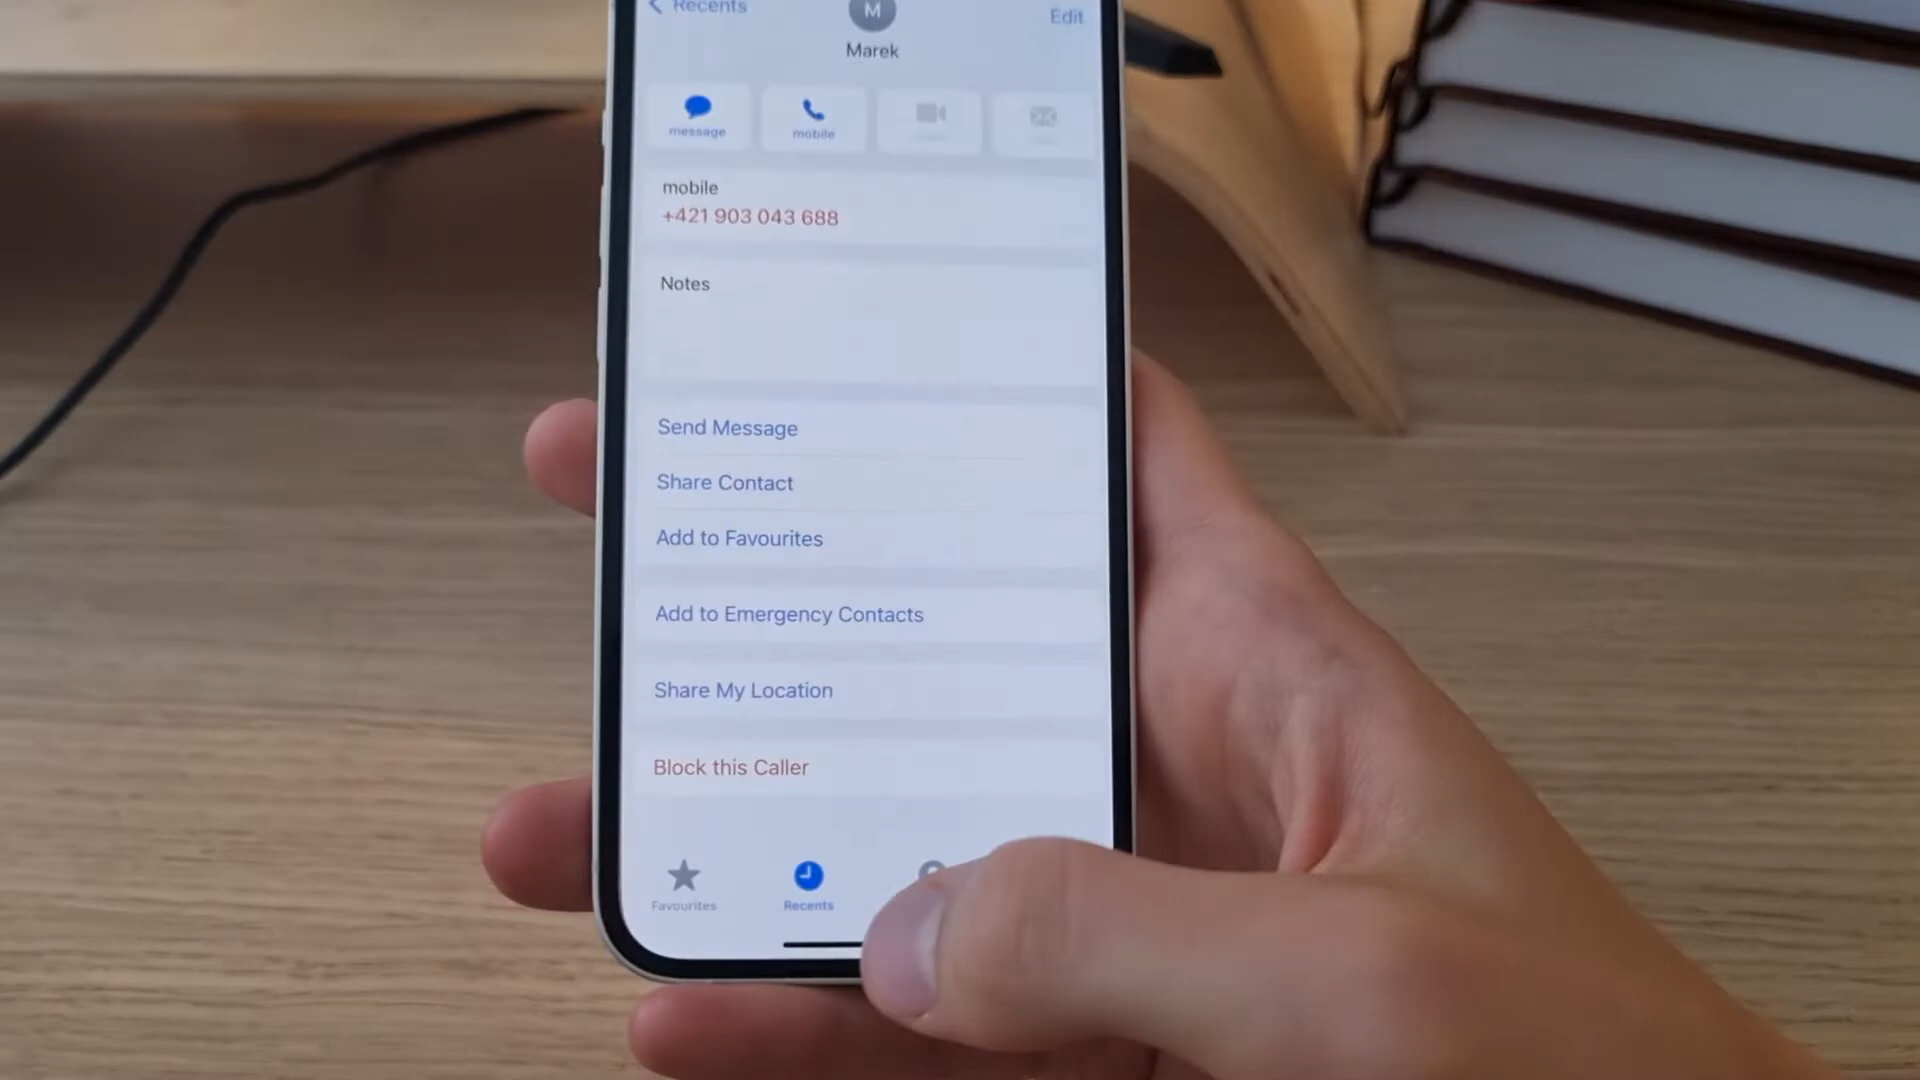 Recents
M
Edit
Marek
message
mobile
mobile
+421 903 043 688
Notes
Send Message
Share Contact
Add to Favourites
Add to Emergency Contacts
Share My Location
Block this Caller
Favourites
Recents